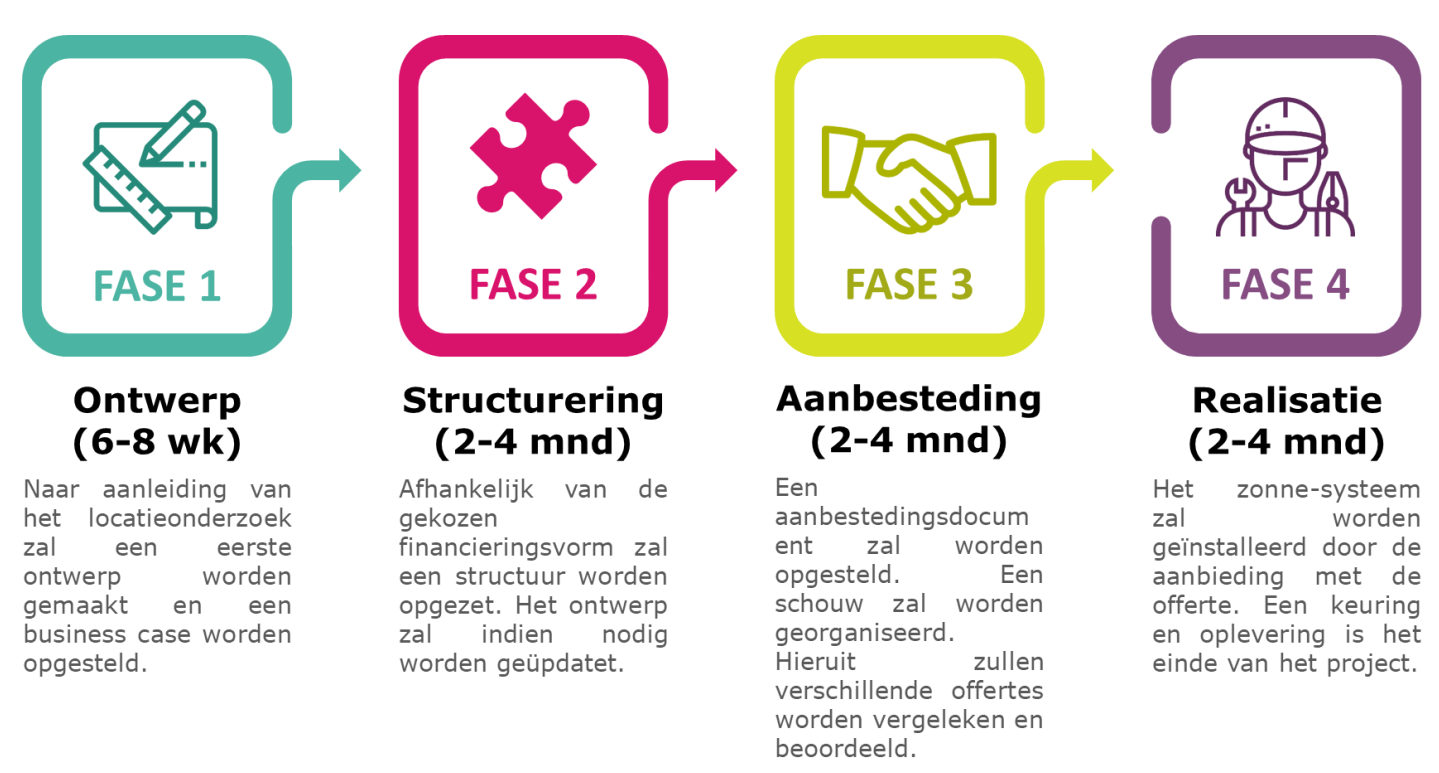 FASE 1
FASE 2
FASE 3
FASE 4
Ontwerp
(6-8 wk)
Naar aanleiding van
het locatieonderzoek
zal een eerste
ontwerp worden
gemaakt en een
business case worden
opgesteld.
Structurering
(2-4 mnd)
Afhankelijk van de
gekozen
financieringsvorm zal
een structuur worden
opgezet. Het ontwerp
zal indien nodig
worden geüpdatet.
Aanbesteding
(2-4 mnd)
Een
aanbestedingsdocum
ent zal worden
opgesteld. Een
schouw zal worden
georganiseerd.
Hieruit zullen
verschillende offertes
worden vergeleken en
beoordeeld.
Realisatie
(2-4 mnd)
Het zonne-systeem
zal worden
geïnstalleerd door de
aanbieding met de
offerte. Een keuring
en oplevering is het
einde van het project.